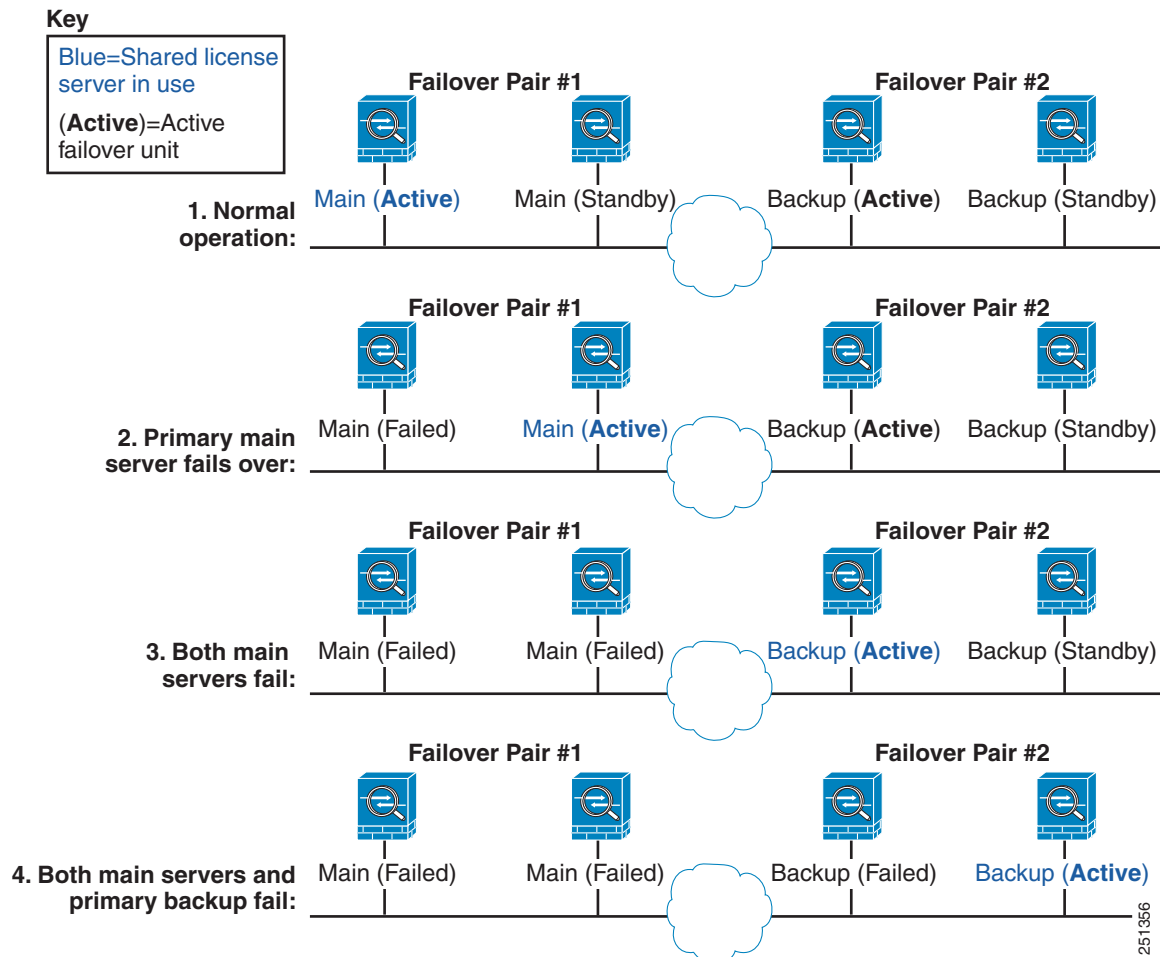 Key
Blue=Shared license
server in use
(Active)=Active
failover unit
Failover Pair #1
Failover Pair #2
1. Normal
operation:
Main (Active)
Main (Standby)
Backup (Active)
Backup (Standby)
Failover Pair #1
Failover Pair #2
2. Primary main
server fails over:
Main (Failed)
Main (Active)
Backup (Active)
Backup (Standby)
Failover Pair #1
Failover Pair #2
3. Both main
servers fail:
Main (Failed)
Main (Failed)
Backup (Active)
Backup (Standby)
Failover Pair #1
Failover Pair #2
4. Both main servers and
primary backup fail:
Main (Failed)
Main (Failed)
Backup (Failed)
Backup (Active)
251356